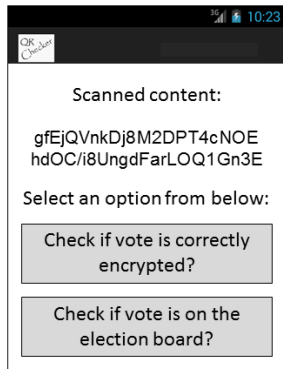 3G 10:23
QR
Checker
Scanned content:
gfEjQVnkDj8M2DPT4cNOE
hdOC/i8UngdFarLOQ1Gn3E
Select an option from below:
Check if vote is correctly
encrypted?
Check if vote is on the
election board?